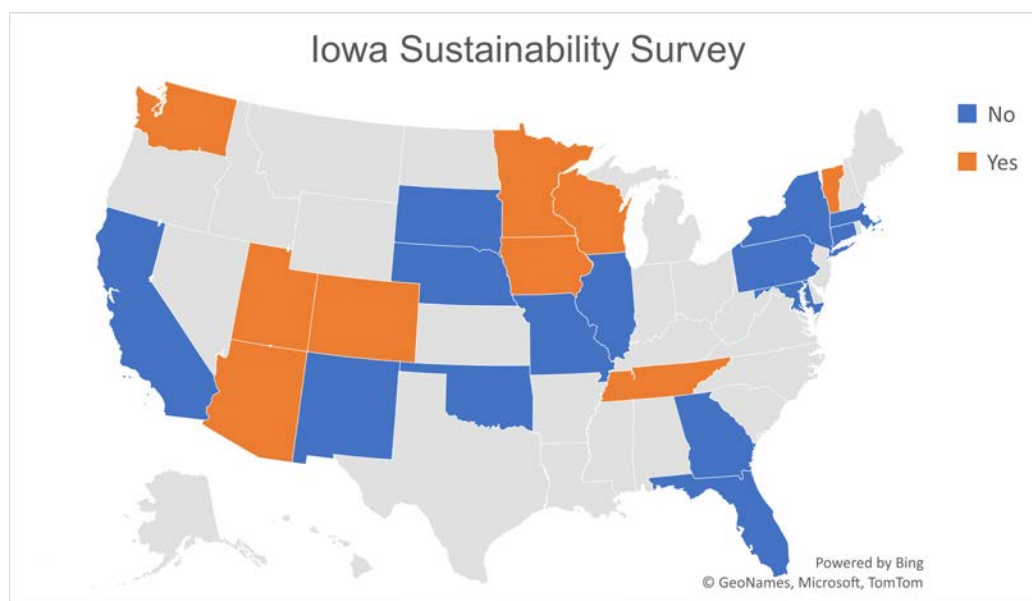 Iowa Sustainability Survey
No
Yes
Powered by Bing
© GeoNames, Microsoft, TomTom